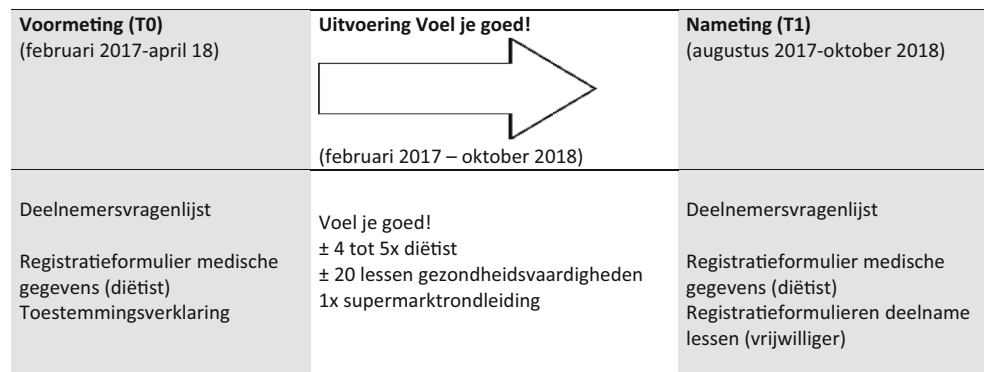 Voormeting (T0)
(februari 2017-april 18)
Uitvoering Voel je goed!
(februari 2017 – oktober 2018)
Nameting (T1)
(augustus 2017-oktober 2018)
Deelnemersvragenlijst
Registratieformulier medische
gegevens (diëtist)
Toestemmingsverklaring
Voel je goed!
± 4 tot 5x diëtist
± 20 lessen gezondheidsvaardigheden
1x supermarktrondleiding
Deelnemersvragenlijst
Registratieformulier medische
gegevens (diëtist)
Registratieformulieren deelname
lessen (vrijwilliger)